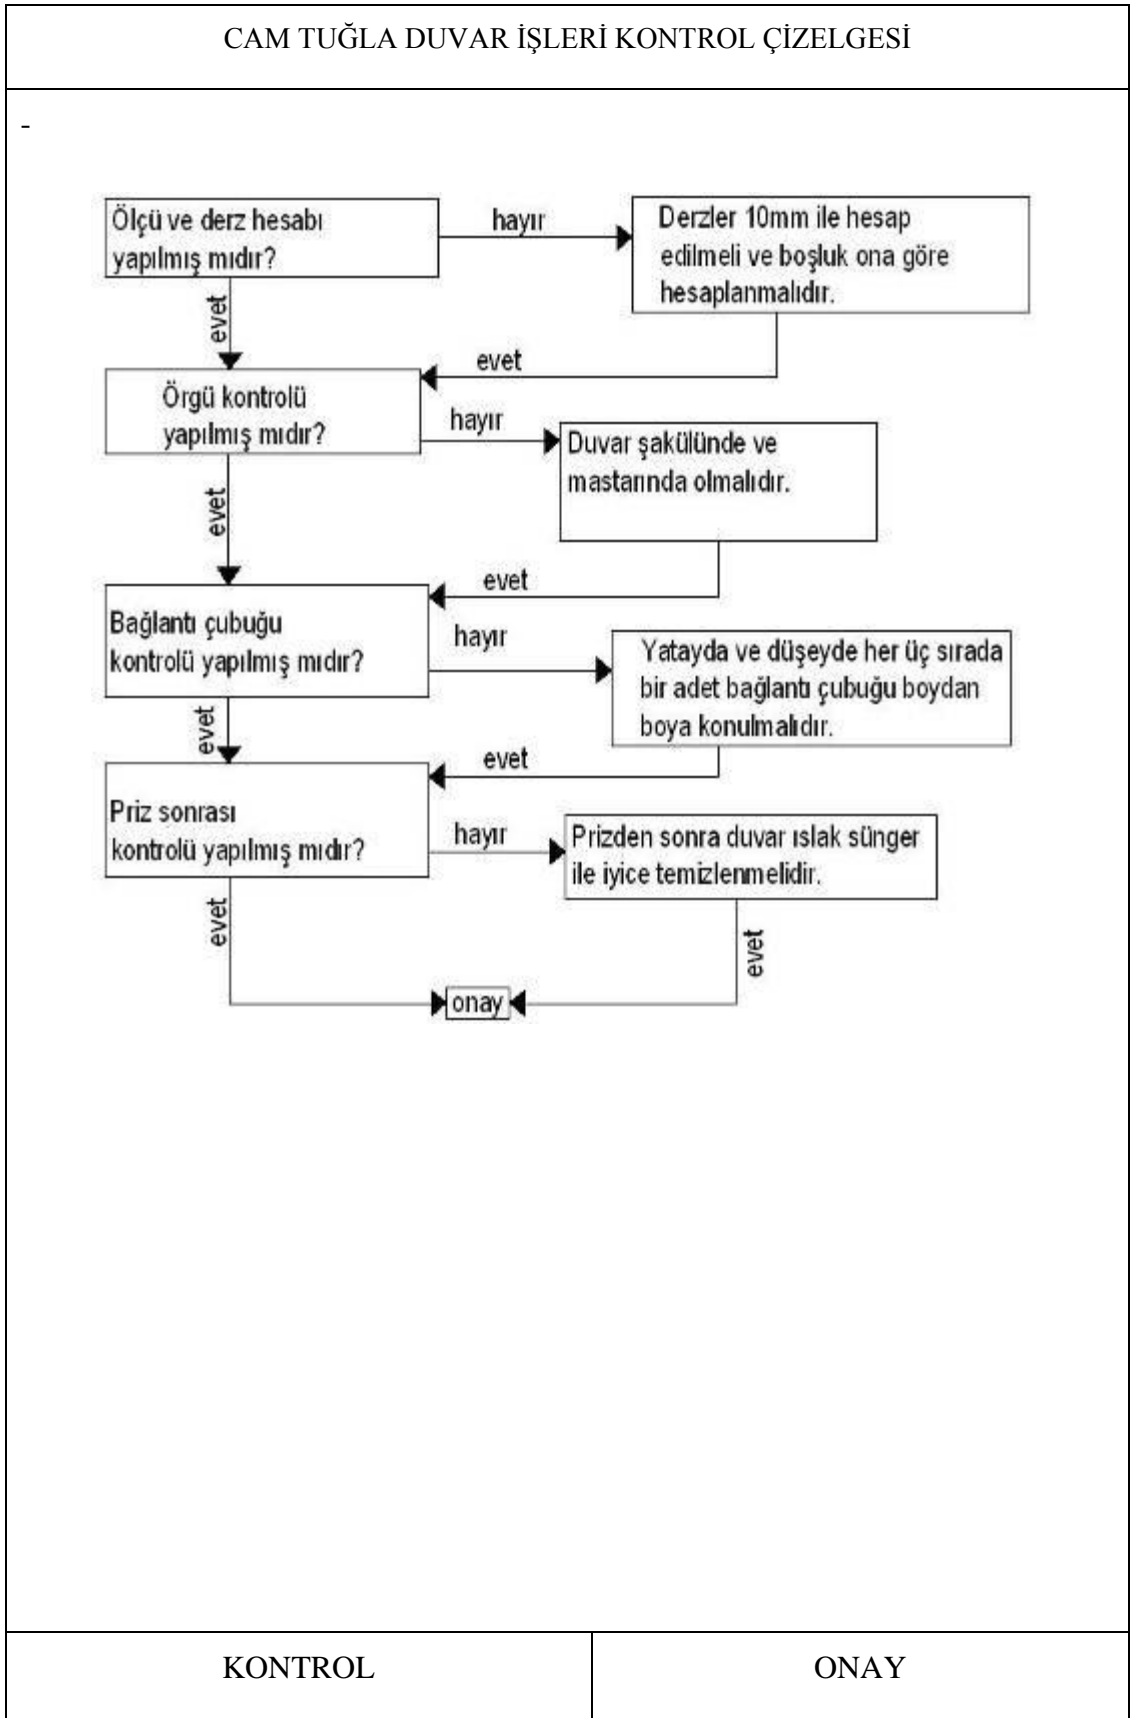 CAM TUĞLA DUVAR İŞLERİ KONTROL ÇİZELGESİ
-
Ölçü ve derz hesabı
yapılmış mıdır?
hayır
Derzler 10mm ile hesap
edilmeli ve boşluk ona göre
hesaplanmalıdır.
evet
evet
Örgü kontrolü
yapılmış mıdır?
hayır
Duvar şakülünde ve
mastarında olmalıdır.
evet
evet
Bağlantı çubuğu
kontrolü yapılmış mıdır?
hayır
Yatayda ve düşeyde her üç sırada
bir adet bağlantı çubuğu boydan
boya konulmalıdır.
evet
evet
Priz sonrası
kontrolü yapılmış mıdır?
hayır
Prizden sonra duvar ıslak sünger
ile iyice temizlenmelidir.
evet
evet
onay
KONTROL
ONAY